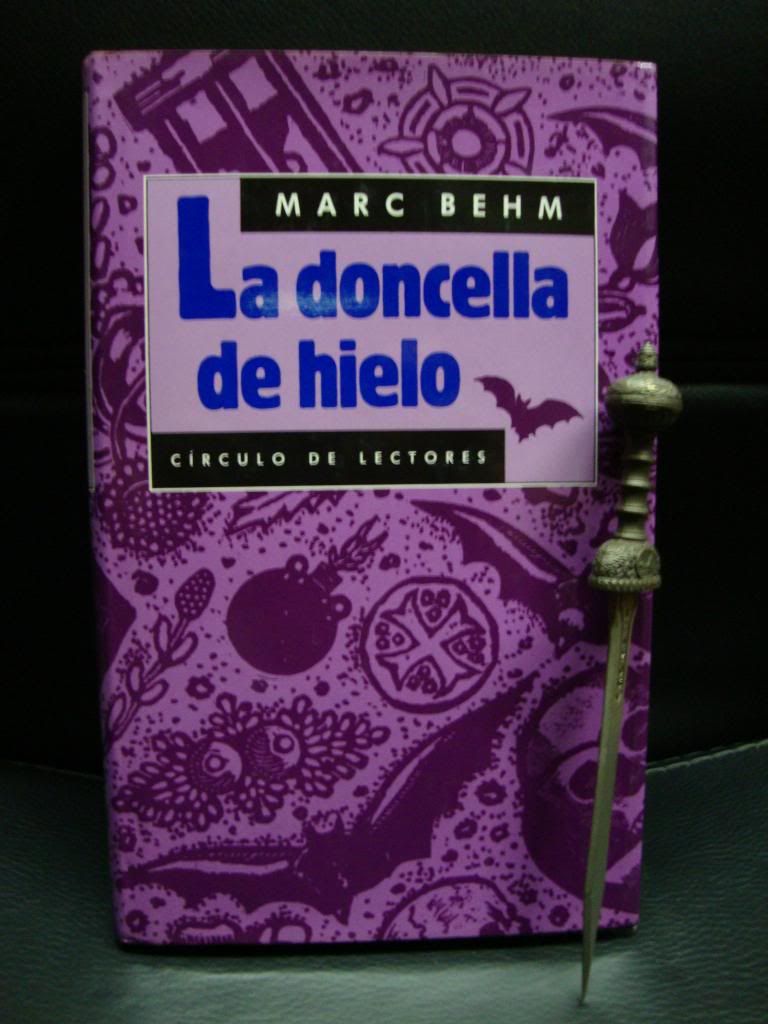 MARC BEHM
La doncella
de hielo
CÍRCULO DE LECTORES